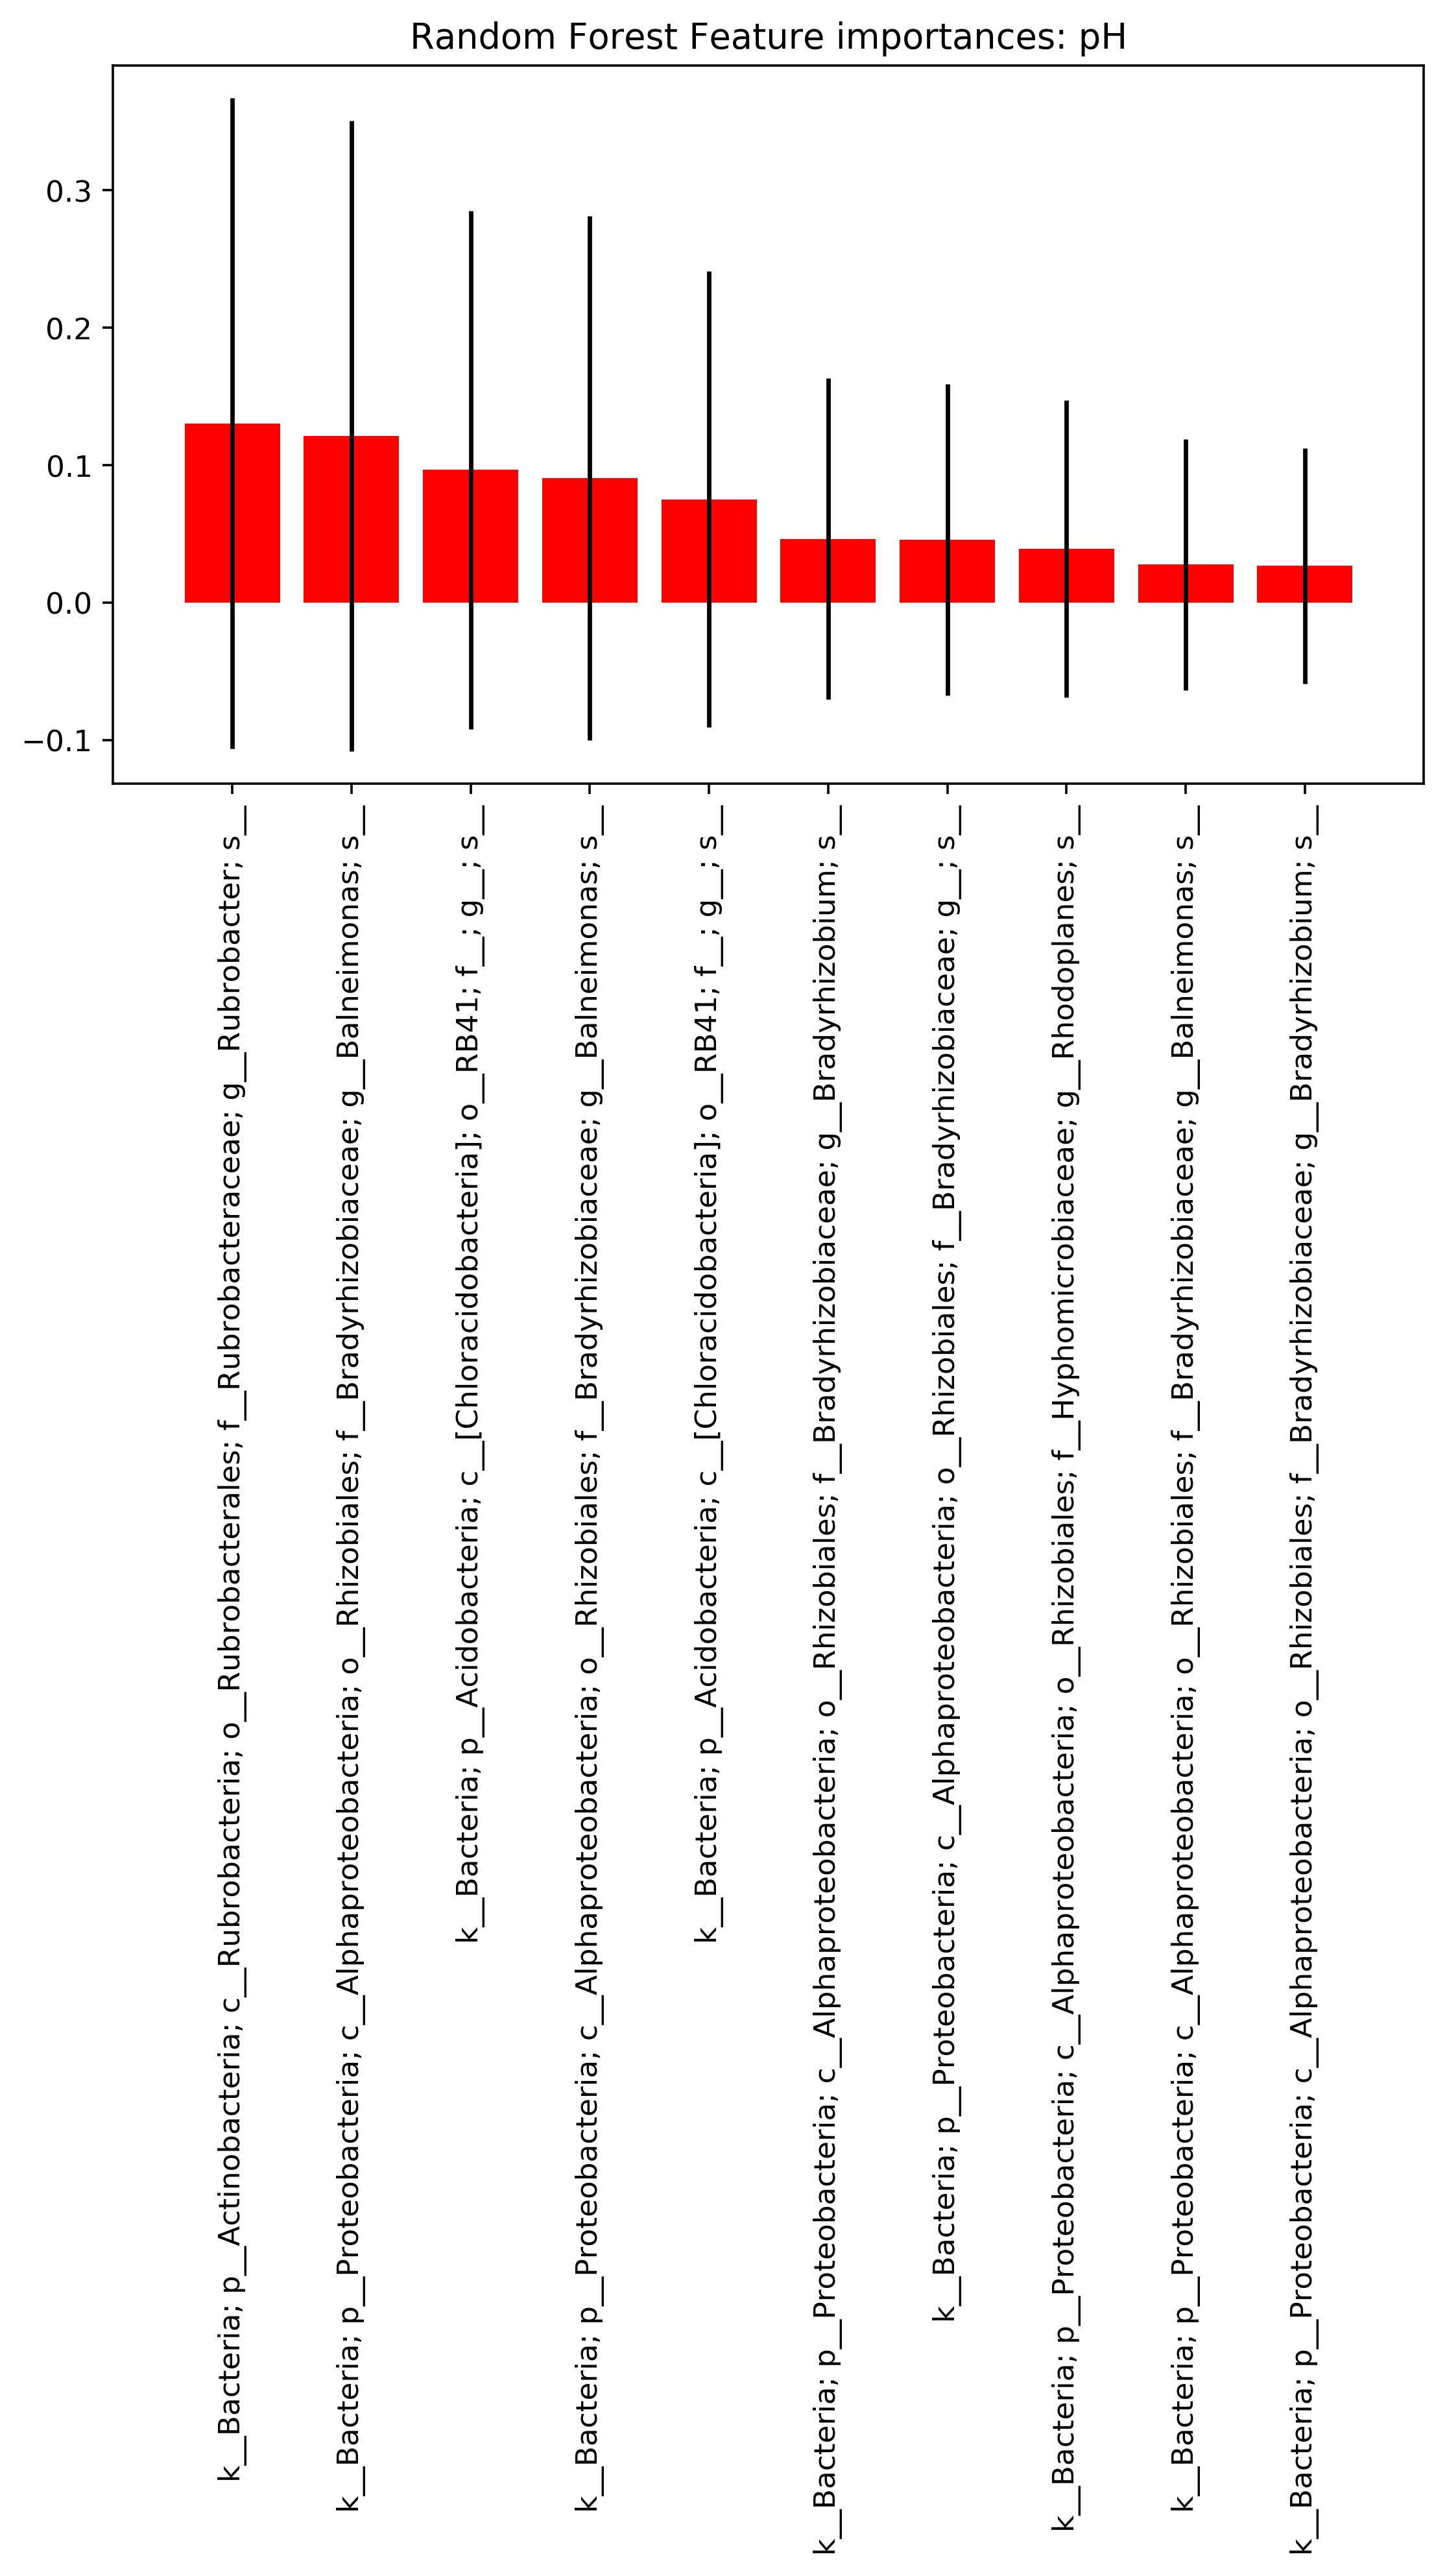 Random Forest Feature importances: pH
0.3
0.2
0.1
0.0
−0.1
k__Bacteria; p__Actinobacteria; c__Rubrobacteria; o__Rubrobacterales; f__Rubrobacteraceae; g__Rubrobacter; s__
k__Bacteria; p__Proteobacteria; c__Alphaproteobacteria; o__Rhizobiales; f__Bradyrhizobiaceae; g__Balneimonas; s__
k__Bacteria; p__Acidobacteria; c__[Chloracidobacteria]; o__RB41; f__; g__; s__
k__Bacteria; p__Proteobacteria; c__Alphaproteobacteria; o__Rhizobiales; f__Bradyrhizobiaceae; g__Balneimonas; s__
k__Bacteria; p__Acidobacteria; c__[Chloracidobacteria]; o__RB41; f__; g__; s__
k__Bacteria; p__Proteobacteria; c__Alphaproteobacteria; o__Rhizobiales; f__Bradyrhizobiaceae; g__Bradyrhizobium; s__
k__Bacteria; p__Proteobacteria; c__Alphaproteobacteria; o__Rhizobiales; f__Bradyrhizobiaceae; g__; s__
k__Bacteria; p__Proteobacteria; c__Alphaproteobacteria; o__Rhizobiales; f__Hyphomicrobiaceae; g__Rhodoplanes; s__
k__Bacteria; p__Proteobacteria; c__Alphaproteobacteria; o__Rhizobiales; f__Bradyrhizobiaceae; g__Balneimonas; s__
k__Bacteria; p__Proteobacteria; c__Alphaproteobacteria; o__Rhizobiales; f__Bradyrhizobiaceae; g__Bradyrhizobium; s__